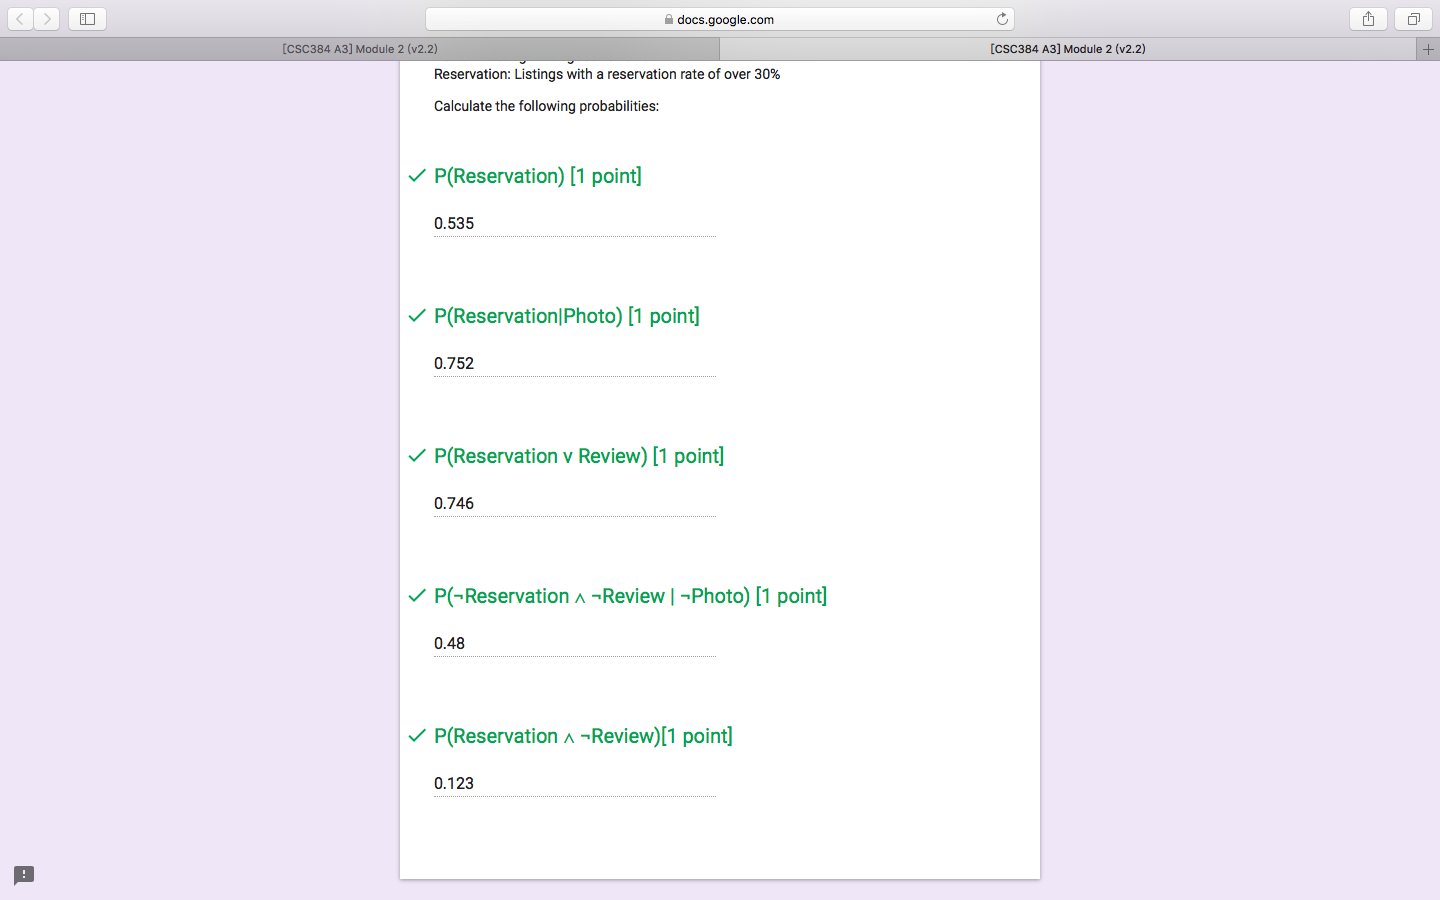 docs.google.com
[CSC384 A3] Module 2 (v2.2)
[CSC384 A3] Module 2 (v2.2)
Reservation: Listings with a reservation rate of over 30%
Calculate the following probabilities:
P(Reservation) [1 point]
0.535
P(Reservation|Photo) [1 point]
0.752
P(Reservation v Review) [1 point]
0.746
P(¬Reservation ∧ ¬Review | ¬Photo) [1 point]
0.48
P(Reservation ∧ ¬Review)[1 point]
0.123